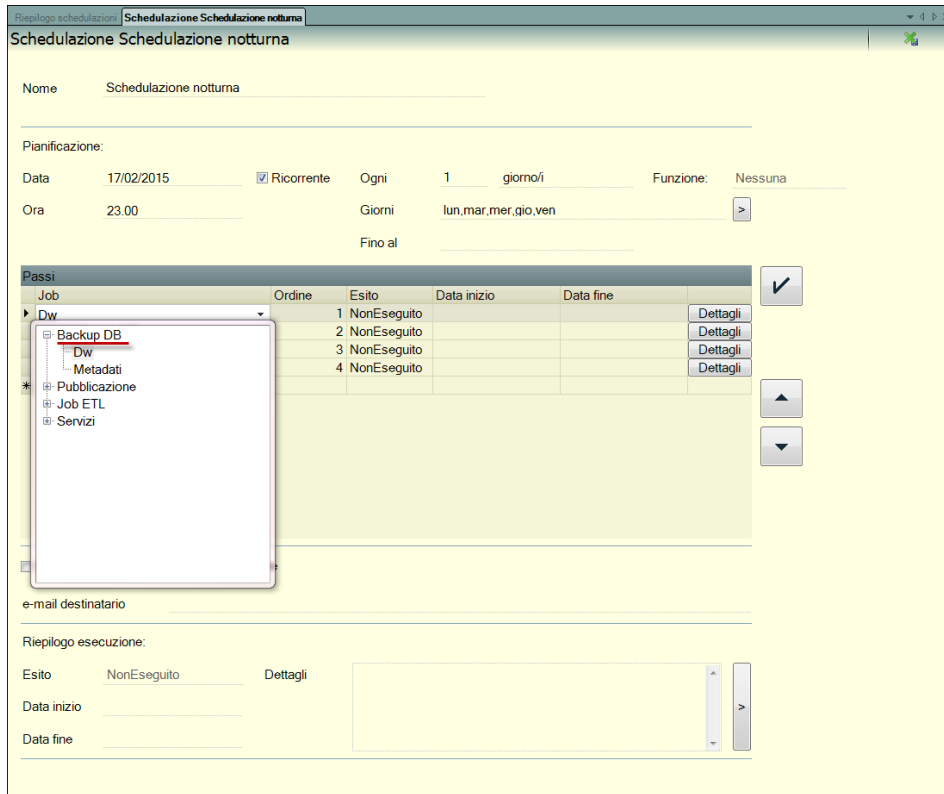 Riepilogo schedulazioni Schedulazione Schedulazione notturna
Schedulazione Schedulazione notturna
Nome Schedulazione notturna
Pianificazione:
Data 17/02/2015 Ricorrente Ogni 1 giorno/i Funzione: Nessuna
Ora 23.00 Giorni lun,mar,mer,gio,ven >
Fino al
Passi
Job Ordine Esito Data inizio Data fine
Dw 1 NonEseguito Dettagli
2 NonEseguito Dettagli
3 NonEseguito Dettagli
4 NonEseguito Dettagli
Backup DB
Dw
Metadati
Pubblicazione
Job ETL
Servizi
e-mail destinatario
Riepilogo esecuzione:
Esito NonEseguito Dettagli
Data inizio >
Data fine